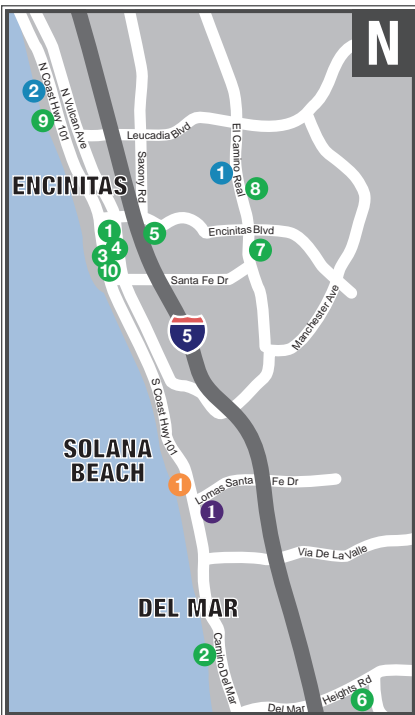 N
N Coast Hwy 101
N Vulcan Ave
2
9
Leucadia Blvd
Saxony Rd
El Camino Real
1
8
ENCINITAS
1
5
Encinitas Blvd
4
3
7
10
Santa Fe Dr
5
Manchester Ave
S Coast Hwy101
SOLANA
BEACH
1
Lomas Santa Fe Dr
1
Via De La Valle
DEL MAR
2
Camino Del Mar
Del Mar Heights Rd
6